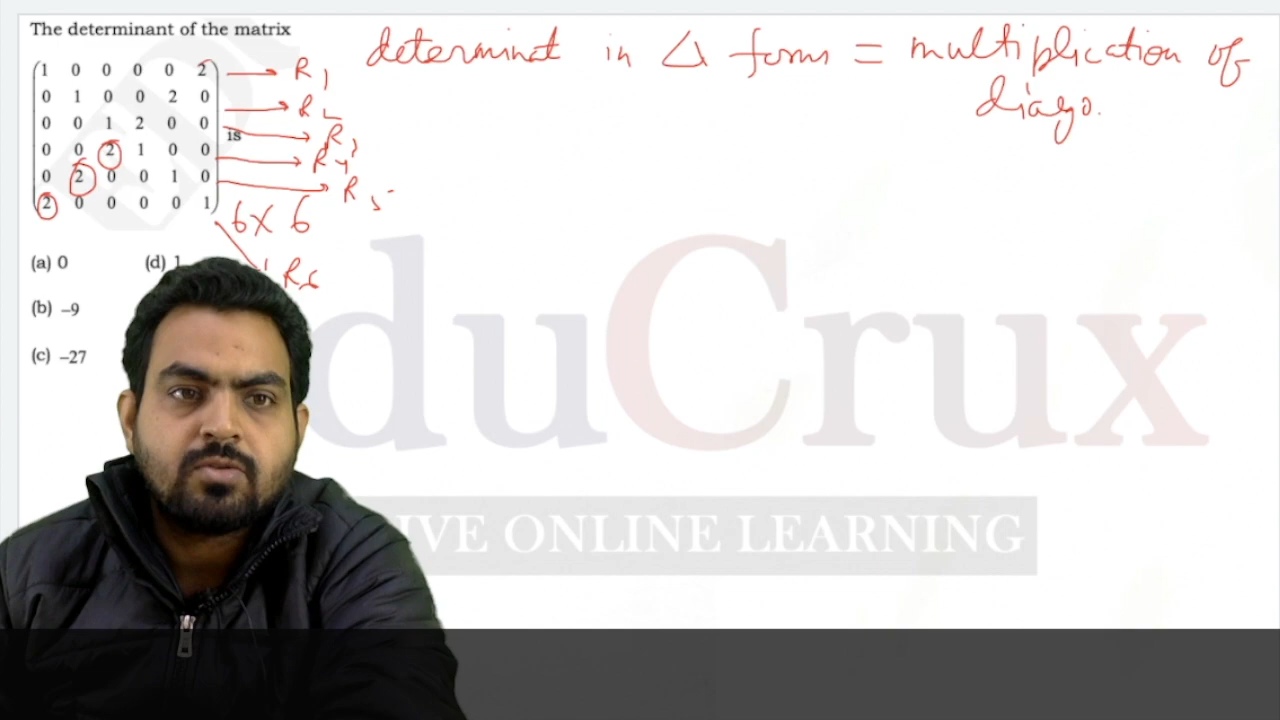 The determinant of the matrix
determinat in Δ form = multiplication of
diago.
1 0 0 0 0 2 → R1
0 1 0 0 2 0 → R2
0 0 1 2 0 0 → R3
is
0 0 2 1 0 0 → R4
0 2 0 0 1 0 → R5
2 0 0 0 0 1
6 × 6
R6
(a) 0 (d) 1
(b) –9
(c) –27
duCrux
IVE ONLINE LEARNING